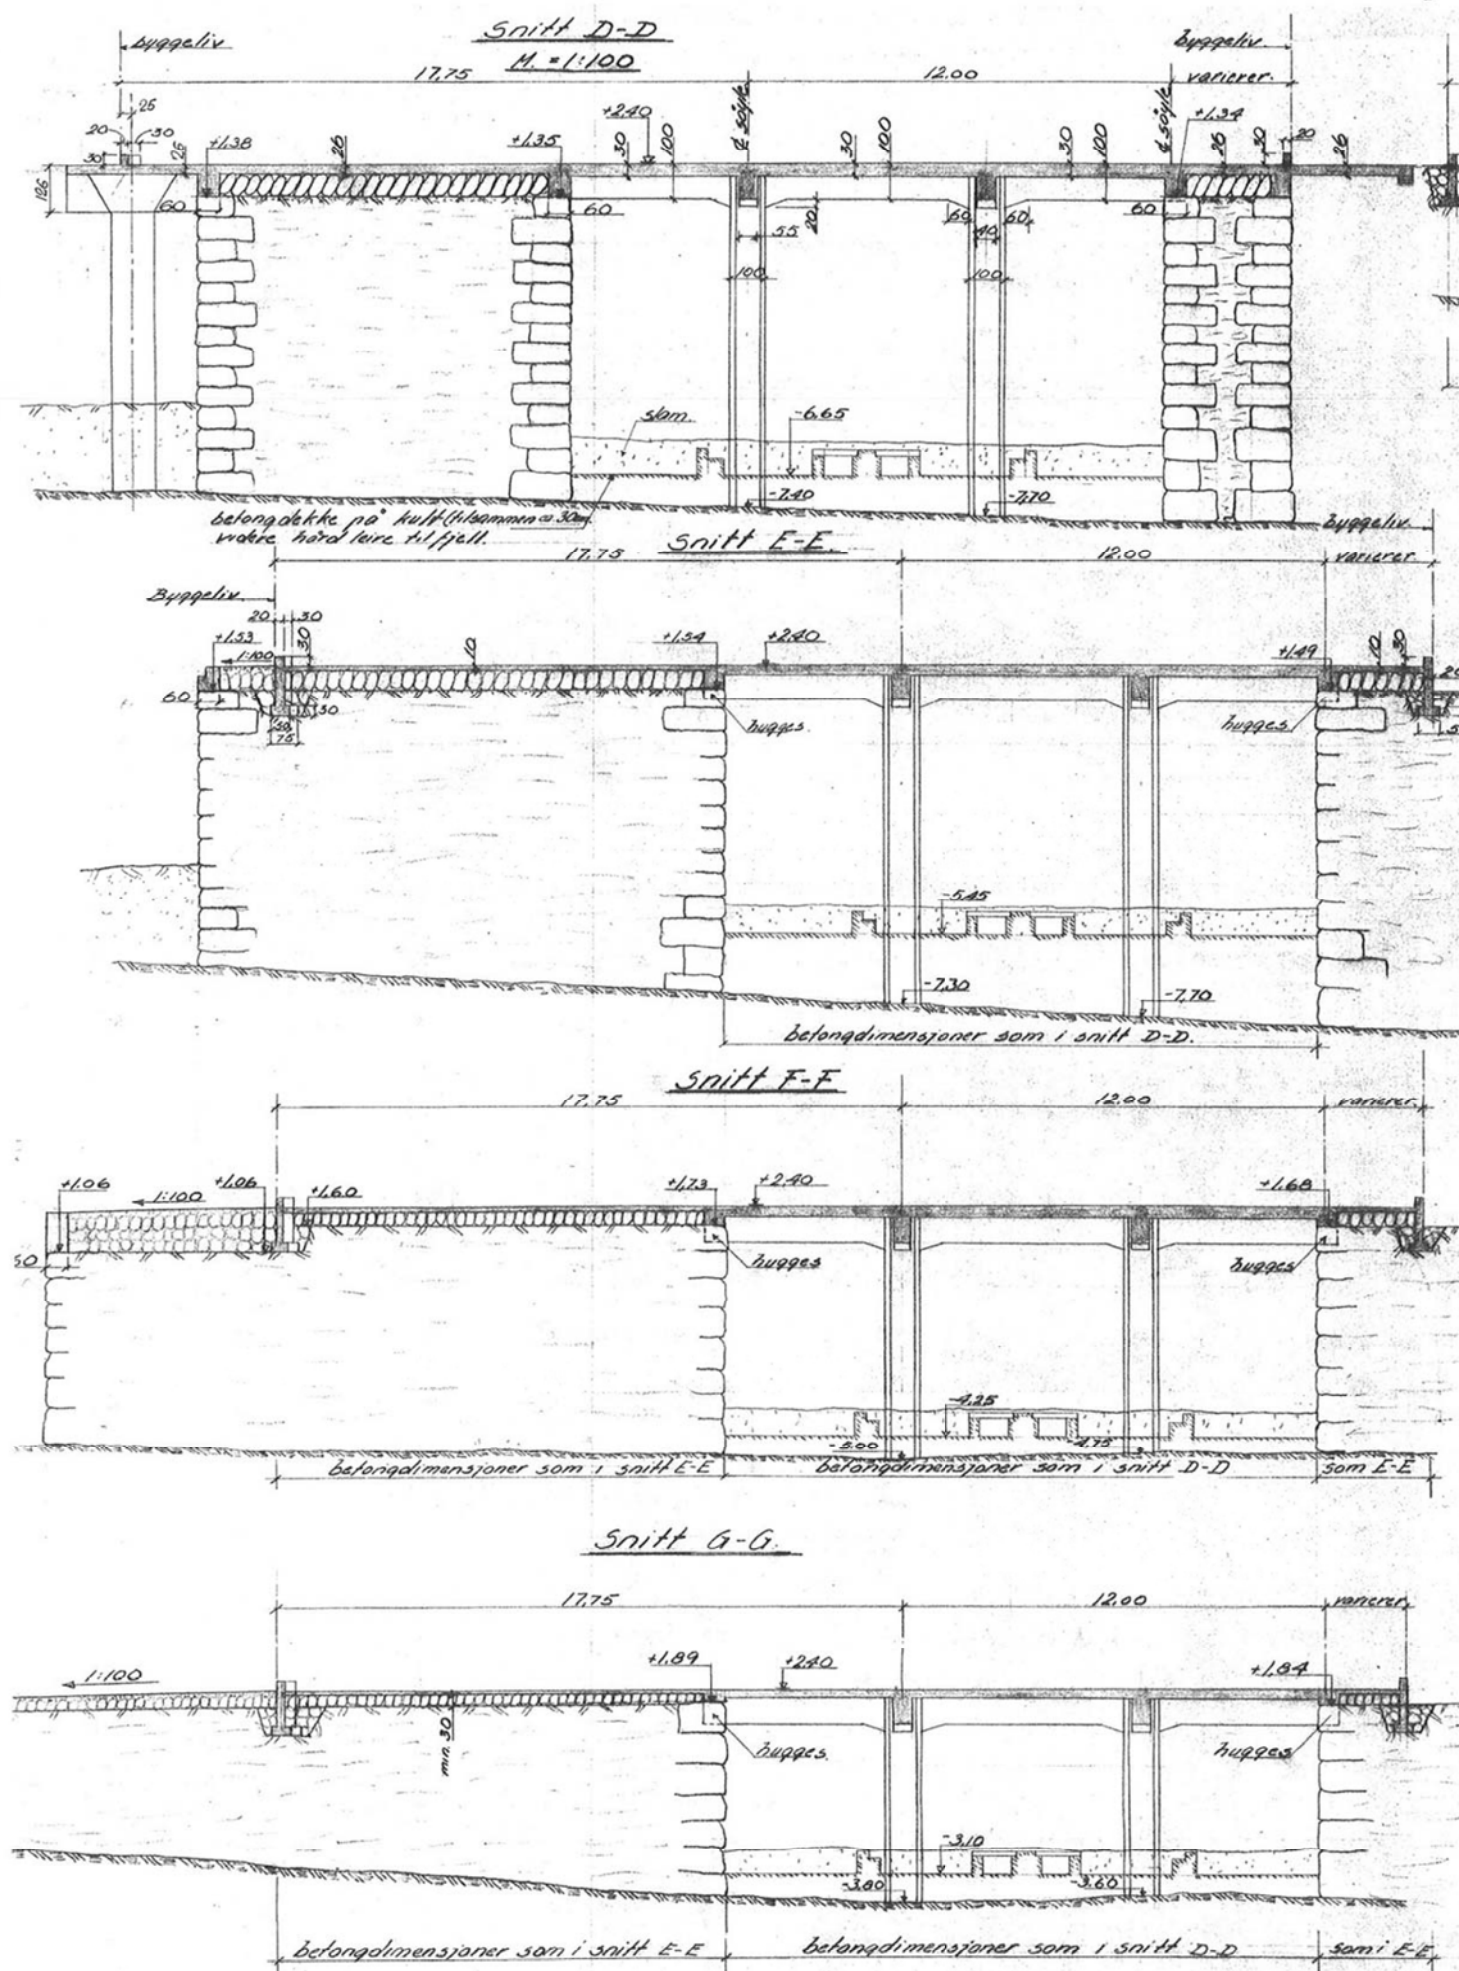 Snitt D-D
M. = 1:100
byggeliv
byggeliv
17,75
12.00
varierer.
25
20
30
30
25
126
+1.38
26
+1.35
+2.40
30
100
¢ søyle
30
100
30
100
¢ søyle
+1.34
26
30
20
26
60
60
55
20
60
40
60
60
100
100
slam.
-6.65
-7.40
-7.70
betongdekke på kult (tilsammen ca 30cm
videre hård leire til fjell.
Snitt E-E.
byggeliv
17.75
12.00
varierer
Byggeliv
20
30
30
+1.53
1:100
10
+1.54
+2.40
+1.49
10
30
20
60
50
30
75
hugges.
hugges
5
-5.45
-7.30
-7.70
betongdimensjoner som i snitt D-D.
Snitt F-F
17.75
12.00
varierer.
+1.06
1:100
+1.06
+1.60
+1.73
+2.40
+1.68
50
hugges
hugges
-4.25
-5.00
-4.75
betongdimensjoner som i snitt E-E
betongdimensjoner som i snitt D-D
som E-E
Snitt G-G.
17.75
12.00
varierer.
1:100
+1.89
+2.40
+1.84
min. 30
hugges.
hugges
-3.10
-3.80
-3.60
betongdimensjoner som i snitt E-E
betongdimensjoner som i snitt D-D
som i E-E